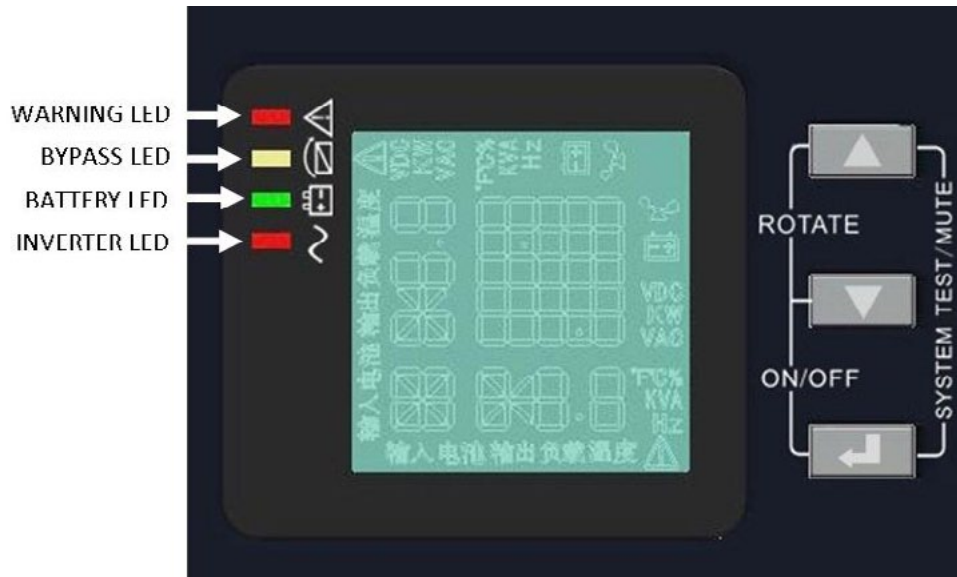 WARNING LED
BYPASS LED
BATTERY LED
INVERTER LED
VDC
KW
VAC
°F°C%
KVA
Hz
输入电池输出负载温度
VDC
KW
VAC
°F°C%
KVA
Hz
输入电池输出负载温度
ROTATE
ON/OFF
SYSTEM TEST/MUTE